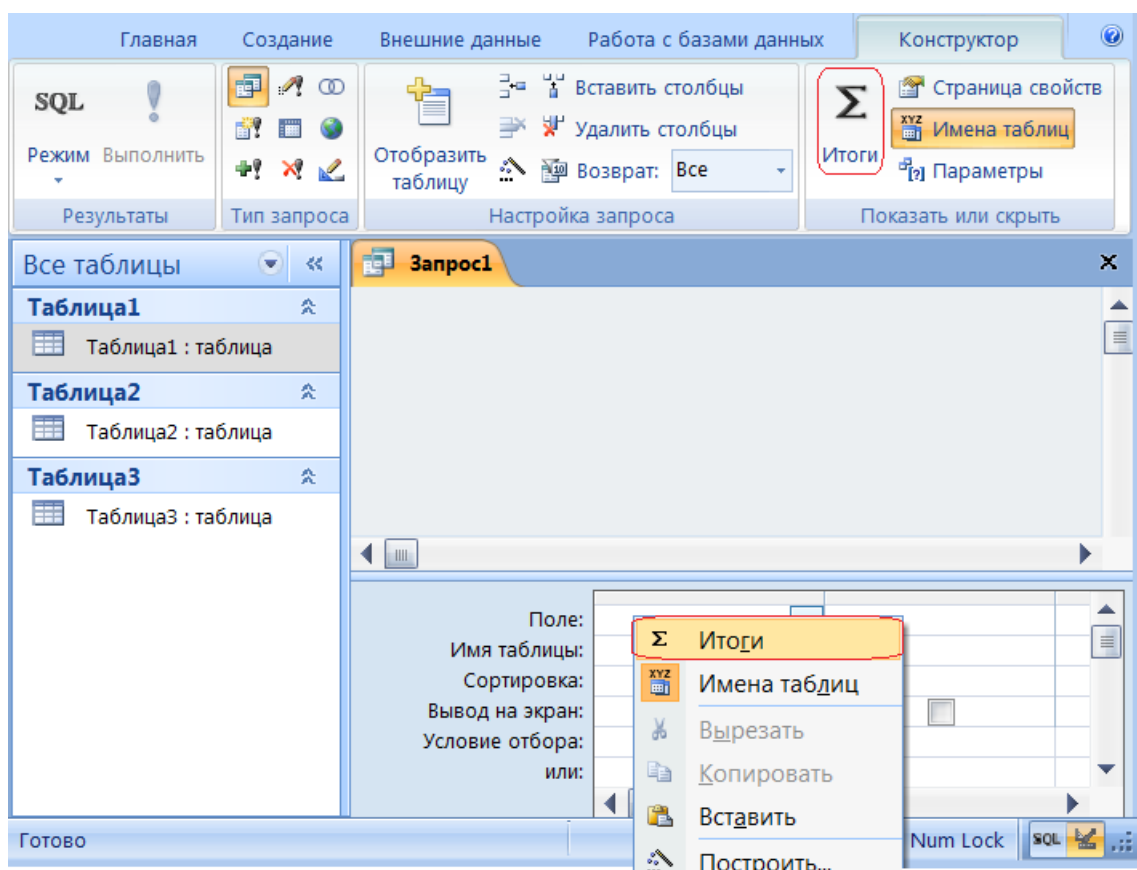 Главная Создание Внешние данные Работа с базами данных Конструктор
SQL ! Вставить столбцы Σ Страница свойств
Удалить столбцы Имена таблиц
Режим Выполнить Отобразить таблицу Возврат: Все Итоги Параметры
Результаты Тип запроса Настройка запроса Показать или скрыть
Все таблицы Запрос1
Таблица1
Таблица1 : таблица
Таблица2
Таблица2 : таблица
Таблица3
Таблица3 : таблица
Поле:
Имя таблицы:
Сортировка:
Вывод на экран:
Условие отбора:
или:
Σ Итоги
XYZ Имена таблиц
Вырезать
Копировать
Вставить
Построить...
Готово Num Lock SQL